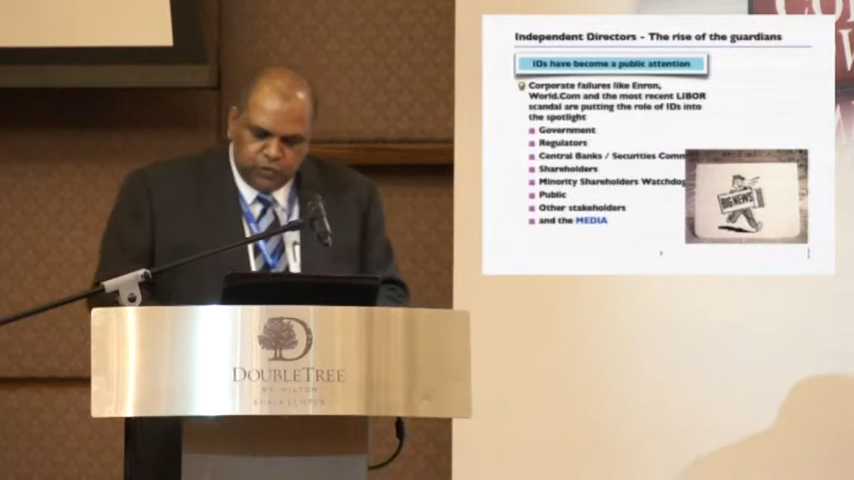 Independent Directors - The rise of the guardians
IDs have become a public attention
Corporate failures like Enron,
World.Com and the most recent LIBOR
scandal are putting the role of IDs into
the spotlight
Government
Regulators
Central Banks / Securities Comm
Shareholders
Minority Shareholders Watchdog
Public
Other stakeholders
and the MEDIA
BIG NEWS
D
DOUBLETREE
BY HILTON
KUALA LUMPUR